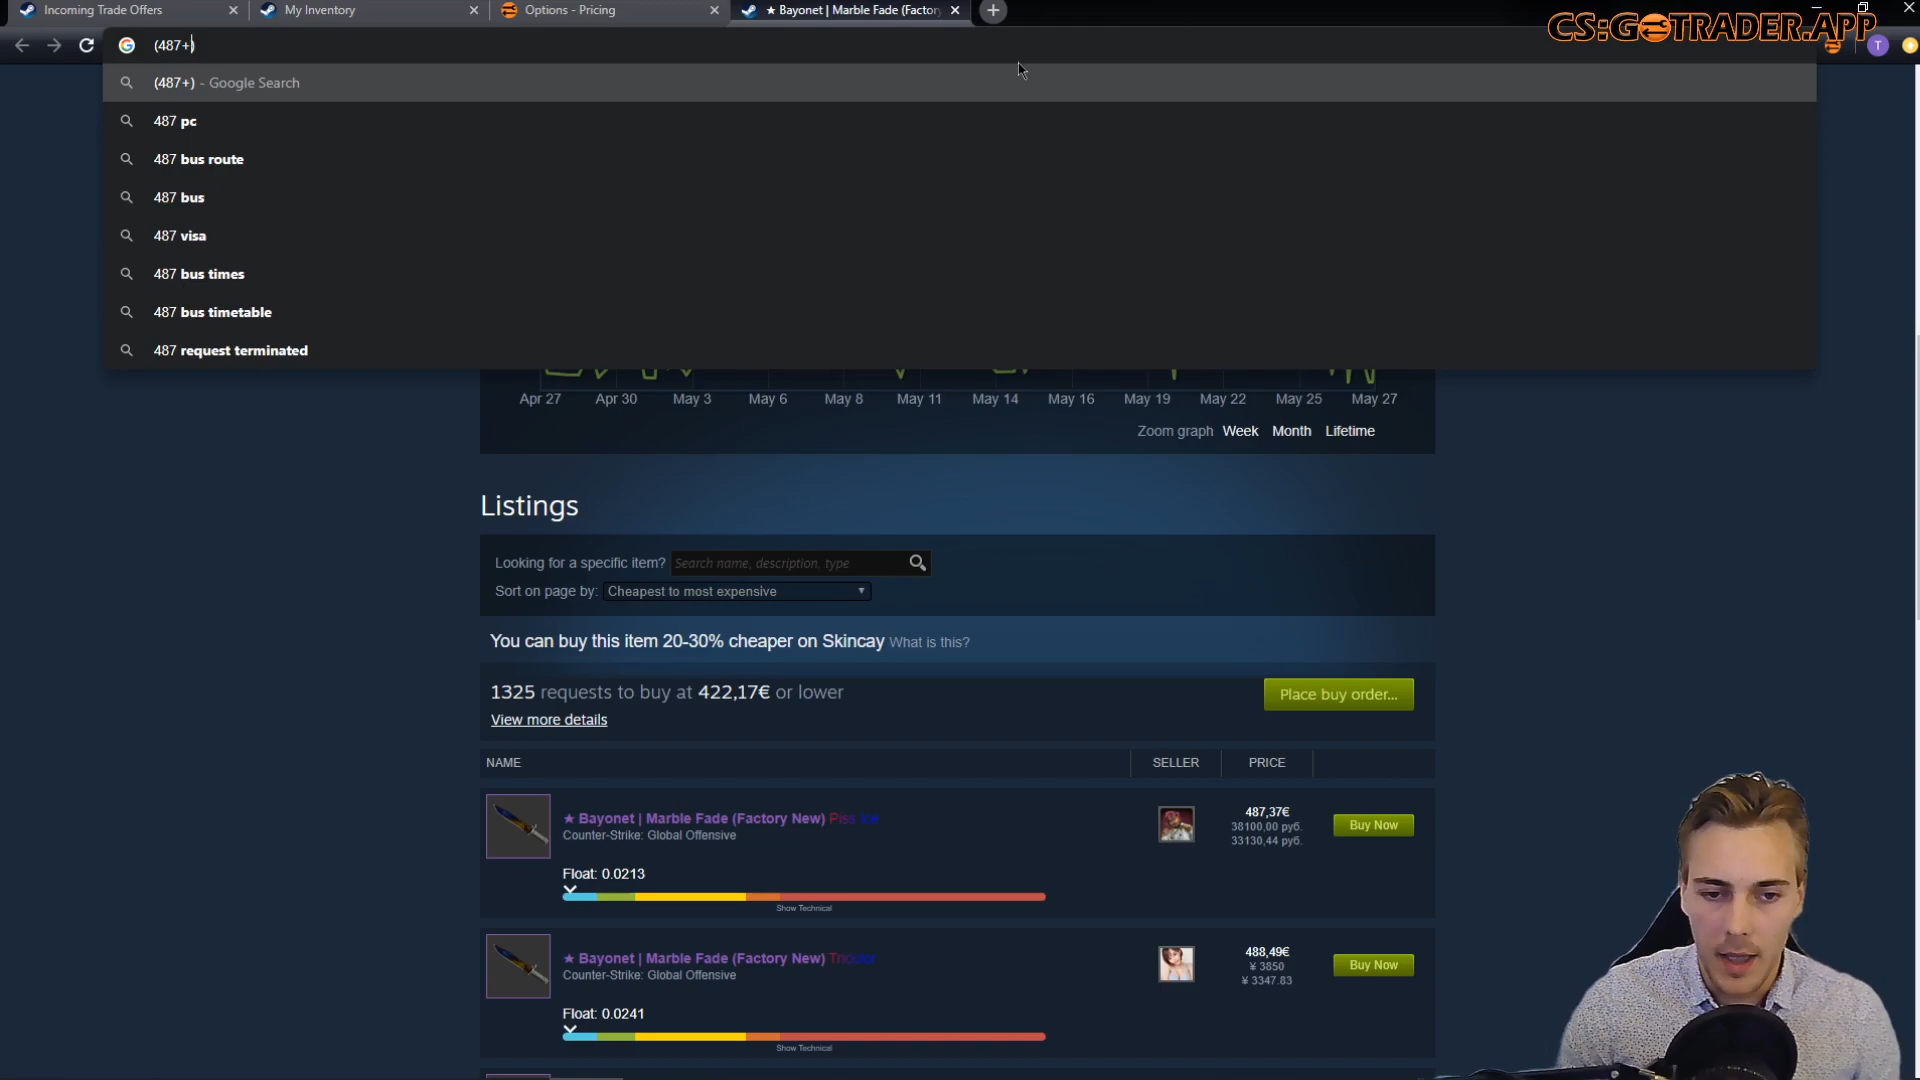 Incoming Trade Offers
My Inventory
Options - Pricing
★ Bayonet | Marble Fade (Factory
CS:GOTRADER.APP
(487+)
T
(487+) - Google Search
487 pc
487 bus route
487 bus
487 visa
487 bus times
487 bus timetable
487 request terminated
Apr 27 Apr 30 May 3 May 6 May 8 May 11 May 14 May 16 May 19 May 22 May 25 May 27
Zoom graph Week Month Lifetime
Listings
Looking for a specific item? Search name, description, type
Sort on page by: Cheapest to most expensive
You can buy this item 20-30% cheaper on Skincay What is this?
1325 requests to buy at 422,17€ or lower
Place buy order...
View more details
NAME SELLER PRICE
★ Bayonet | Marble Fade (Factory New) Piss Ice
Counter-Strike: Global Offensive
487,37€
38100,00 руб.
33130,44 руб.
Buy Now
Float: 0.0213
Show Technical
★ Bayonet | Marble Fade (Factory New) Tricolor
Counter-Strike: Global Offensive
488,49€
¥ 3850
¥ 3347.83
Buy Now
Float: 0.0241
Show Technical